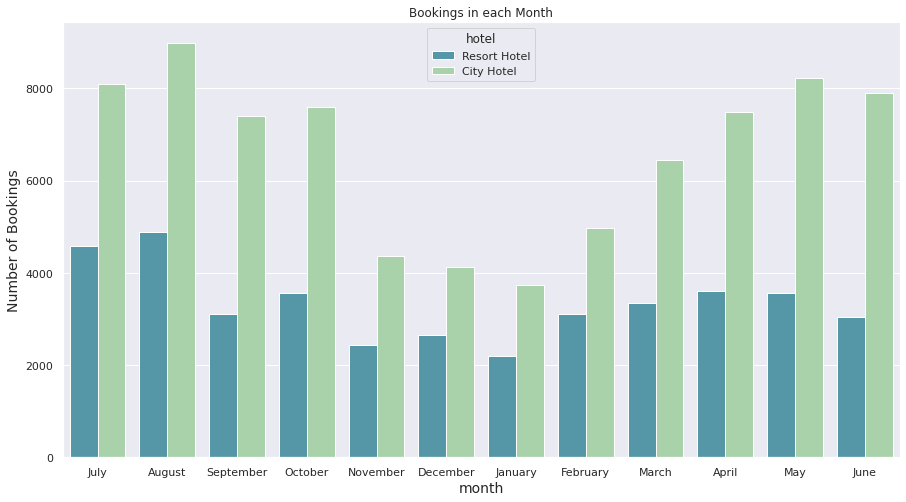 Bookings in each Month
hotel
Resort Hotel
City Hotel
Number of Bookings
8000
6000
4000
2000
0
July August September October November December January February March April May June
month